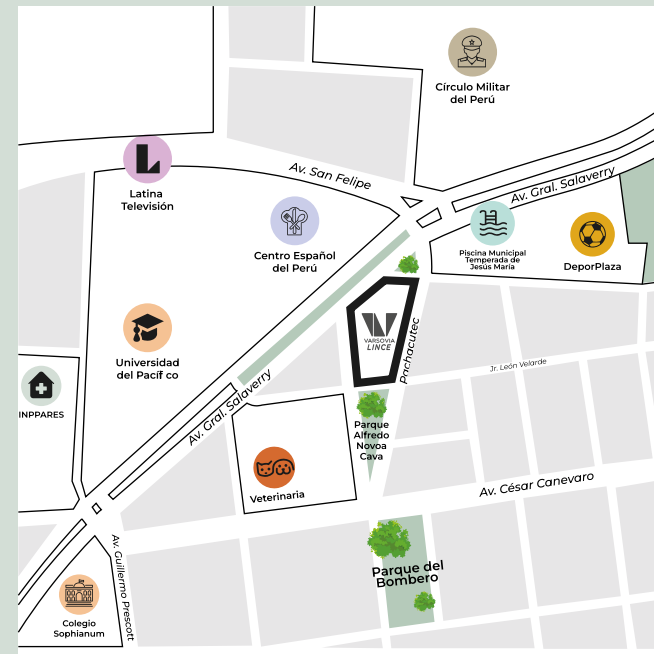 Círculo Militar
del Perú
Av. San Felipe
Av. Gral. Salaverry
Latina
Televisión
Centro Español
del Perú
Piscina Municipal
Temperada de
Jesús María
DeporPlaza
VARSOVIA
LINCE
Pachacutec
Universidad
del Pacíf co
Jr. León Velarde
INPPARES
Av. Gral. Salaverry
Parque
Alfredo
Novoa
Cava
Veterinaria
Av. César Canevaro
Av. Guillermo Prescott
Parque del
Bombero
Colegio
Sophianum